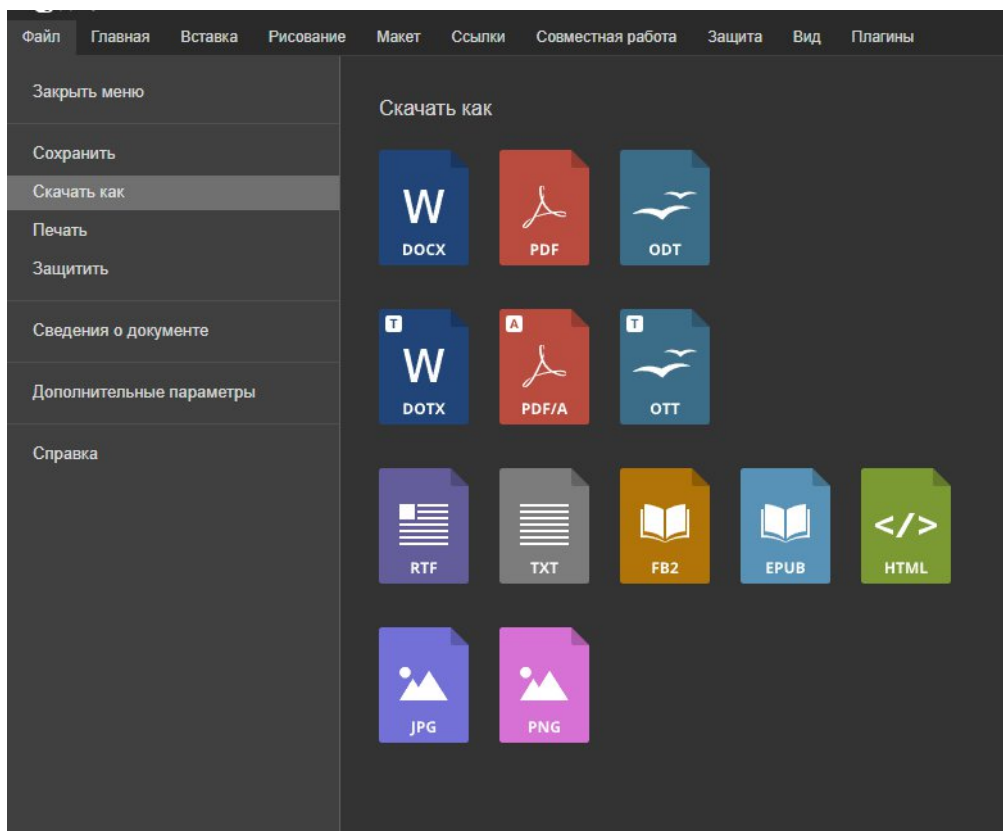 Файл Главная Вставка Рисование Макет Ссылки Совместная работа Защита Вид Плагины
Закрыть меню
Сохранить
Скачать как
Печать
Защитить
Сведения о документе
Дополнительные параметры
Справка
Скачать как
W W
DOCX PDF ODT
T A T
W
DOTX PDF/A OTT
</>
RTF TXT FB2 EPUB HTML
JPG PNG